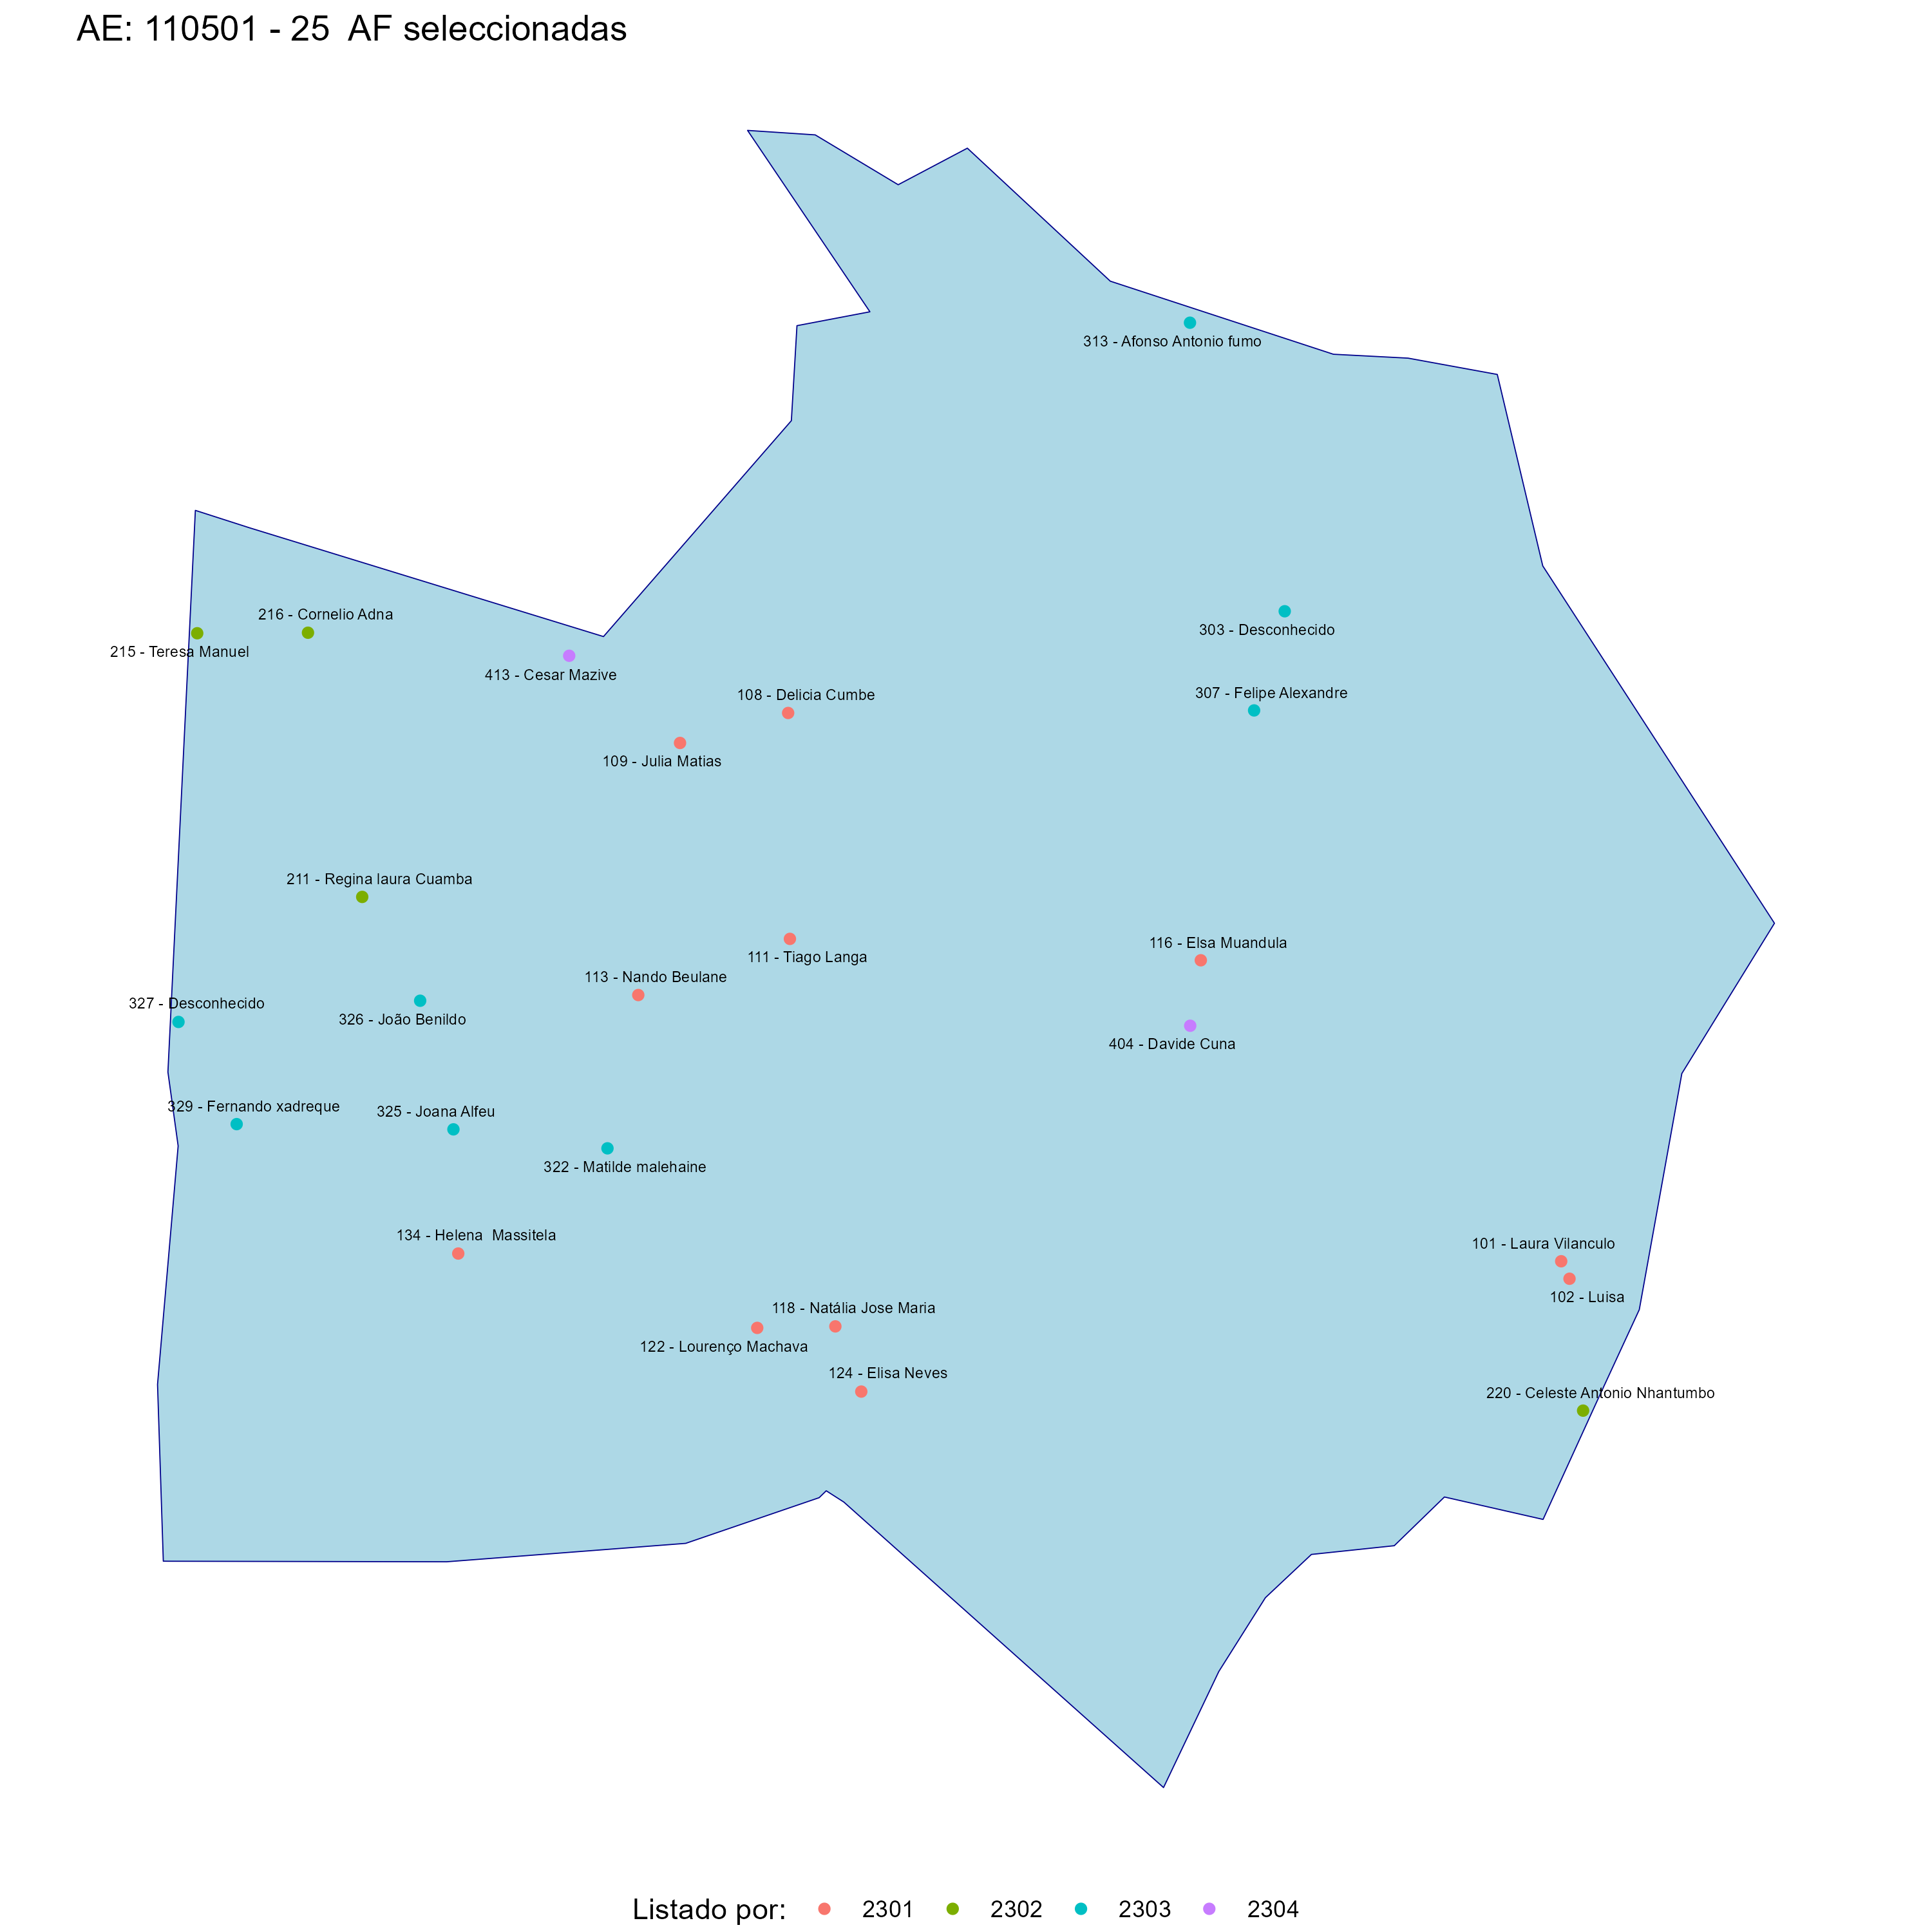 AE: 110501 - 25  AF seleccionadas
313 - Afonso Antonio fumo
216 - Cornelio Adna
303 - Desconhecido
215 - Teresa Manuel
413 - Cesar Mazive
307 - Felipe Alexandre
108 - Delicia Cumbe
109 - Julia Matias
211 - Regina laura Cuamba
116 - Elsa Muandula
111 - Tiago Langa
113 - Nando Beulane
327 - Desconhecido
326 - João Benildo
404 - Davide Cuna
329 - Fernando xadreque
325 - Joana Alfeu
322 - Matilde malehaine
134 - Helena  Massitela
101 - Laura Vilanculo
102 - Luisa
118 - Natália Jose Maria
122 - Lourenço Machava
124 - Elisa Neves
220 - Celeste Antonio Nhantumbo
Listado por: 2301 2302 2303 2304